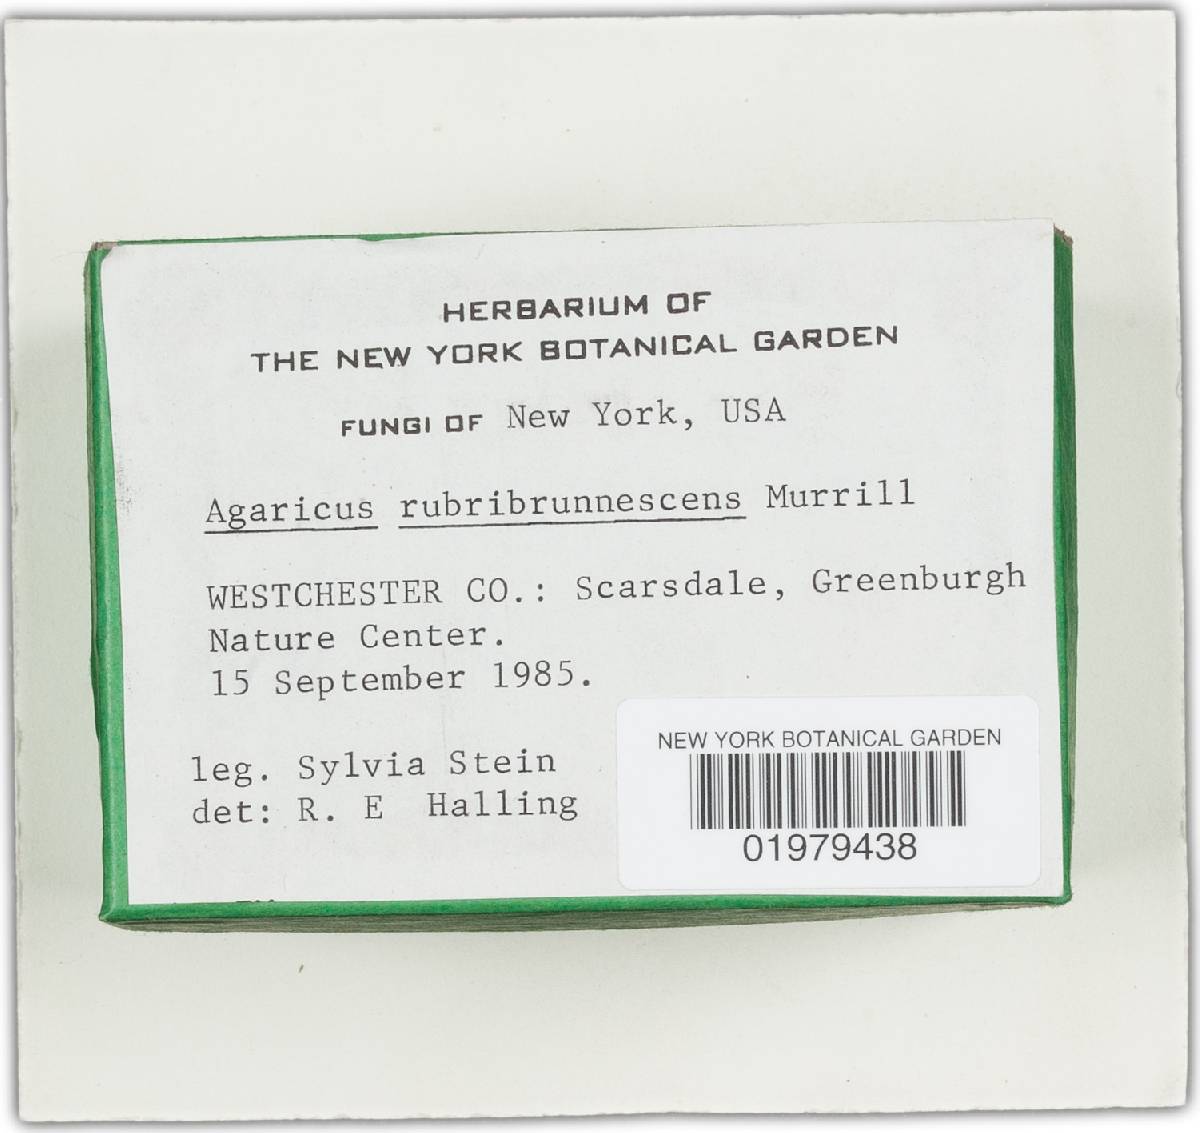 HERBARIUM OF
THE NEW YORK BOTANICAL GARDEN
FUNGI OF New York, USA
Agaricus rubribrunnescens Murrill
WESTCHESTER CO.: Scarsdale, Greenburgh
Nature Center.
15 September 1985.
leg. Sylvia Stein
det: R. E Halling
NEW YORK BOTANICAL GARDEN
01979438